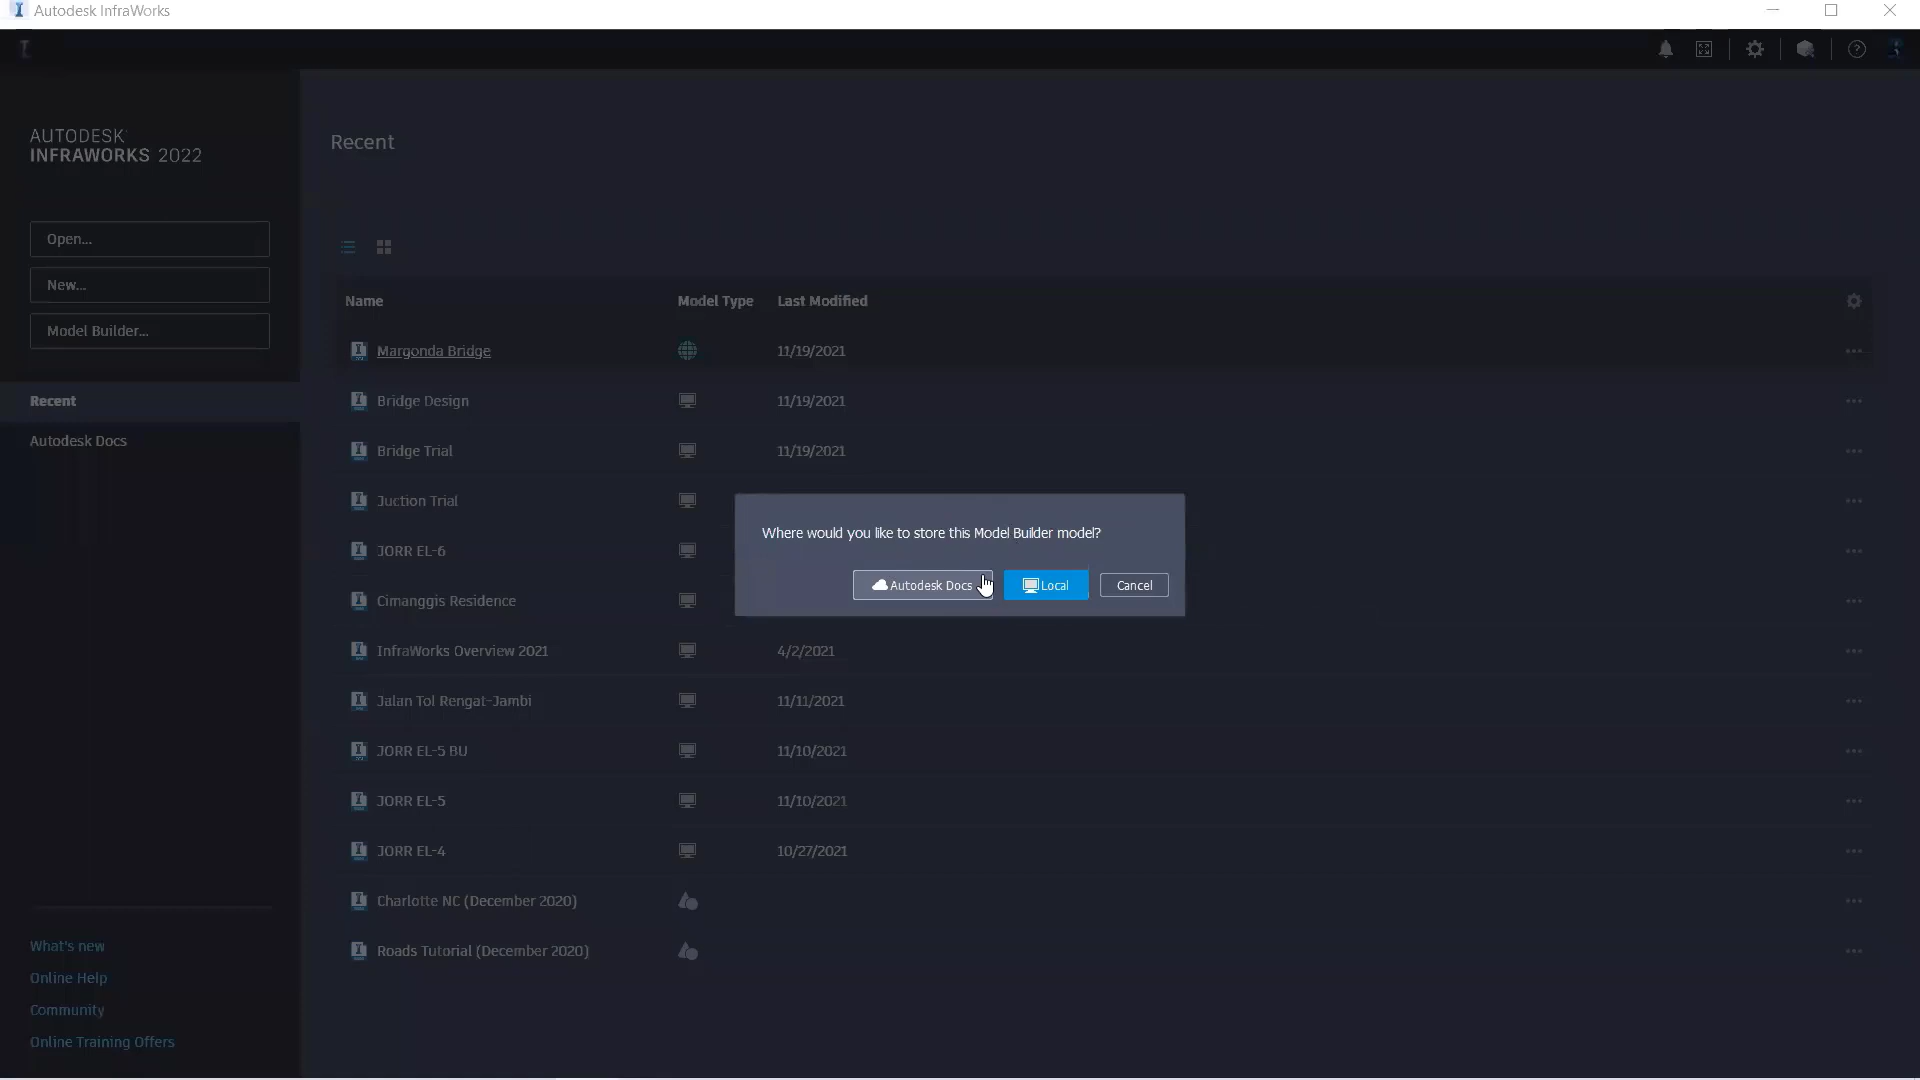 Autodesk InfraWorks
AUTODESK
INFRAWORKS 2022
Open...
New...
Model Builder...
Recent
Autodesk Docs
What's new
Online Help
Community
Online Training Offers
Recent
Name Model Type Last Modified
Margonda Bridge 11/19/2021
Bridge Design 11/19/2021
Bridge Trial 11/19/2021
Juction Trial
JORR EL-6
Cimanggis Residence
InfraWorks Overview 2021 4/2/2021
Jalan Tol Rengat-Jambi 11/11/2021
JORR EL-5 BU 11/10/2021
JORR EL-5 11/10/2021
JORR EL-4 10/27/2021
Charlotte NC (December 2020)
Roads Tutorial (December 2020)
Where would you like to store this Model Builder model?
Autodesk Docs Local Cancel